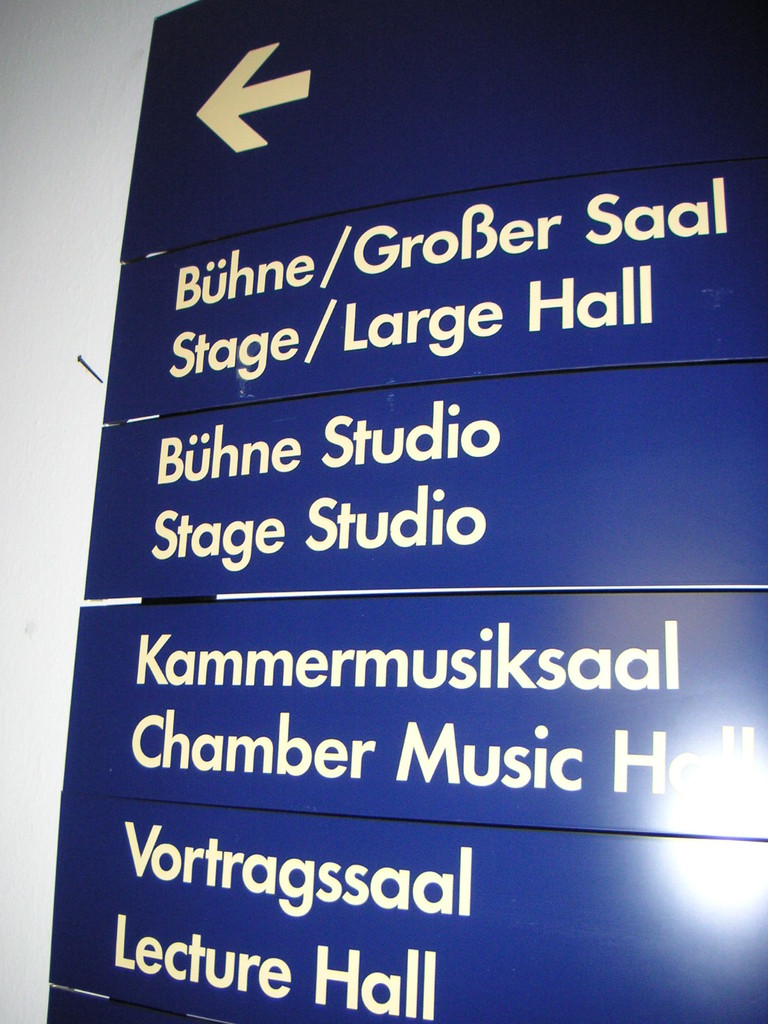 Bühne/Großer Saal
Stage/Large Hall
Bühne Studio
Stage Studio
Kammermusiksaal
Chamber Music Hall
Vortragssaal
Lecture Hall